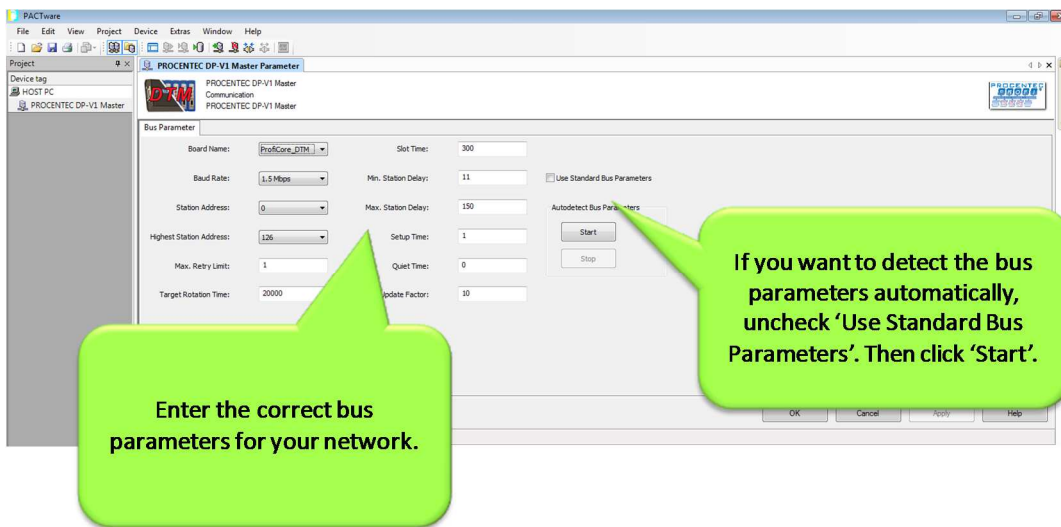 PACTware
File Edit View Project Device Extras Window Help
Project
PROCENTEC DP-V1 Master Parameter
Device tag
HOST PC
PROCENTEC DP-V1 Master
DTM
PROCENTEC DP-V1 Master
Communication
PROCENTEC DP-V1 Master
PROCENTEC
Bus Parameter
Board Name: ProfiCore_DTM Slot Time: 300
Baud Rate: 1.5 Mbps Min. Station Delay: 11 Use Standard Bus Parameters
Station Address: 0 Max. Station Delay: 150 Autodetect Bus Parameters
Highest Station Address: 126 Setup Time: 1 Start
Max. Retry Limit: 1 Quiet Time: 0 Stop
Target Rotation Time: 20000 Update Factor: 10
If you want to detect the bus
parameters automatically,
uncheck ‘Use Standard Bus
Parameters’. Then click ‘Start’.
Enter the correct bus
parameters for your network.
OK Cancel Apply Help